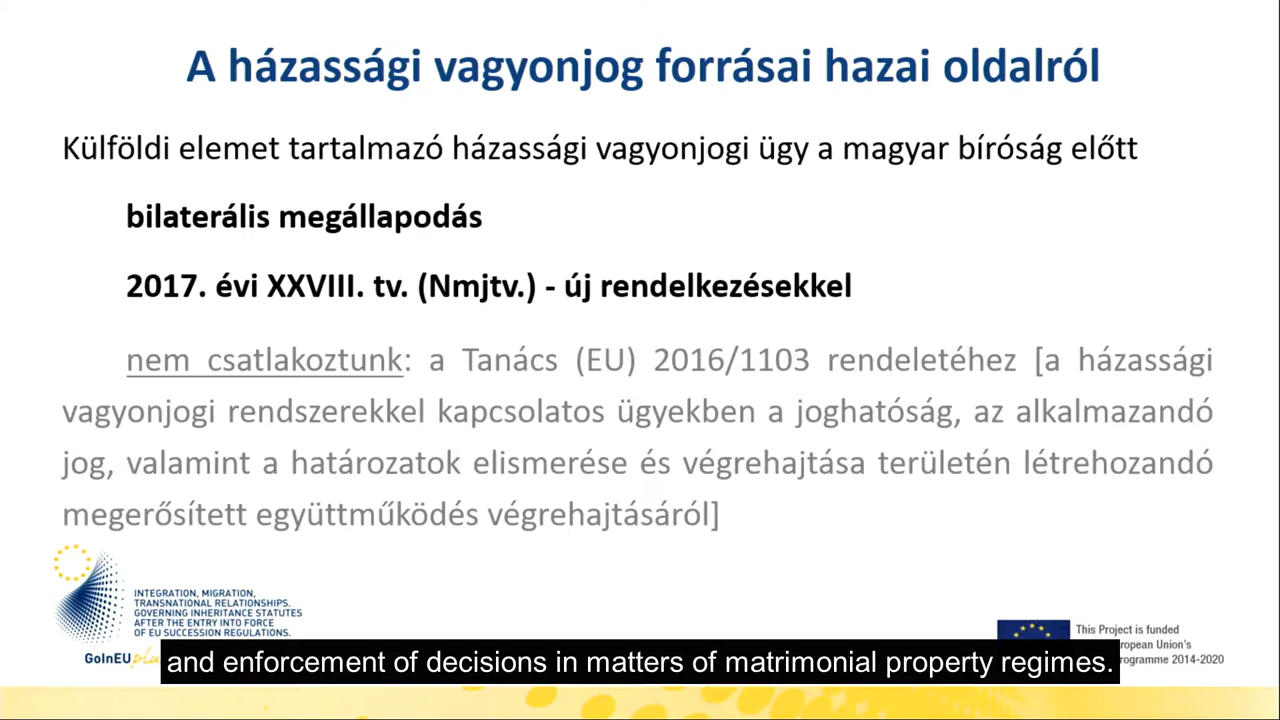 A házassági vagyonjog forrásai hazai oldalról
Külföldi elemet tartalmazó házassági vagyonjogi ügy a magyar bíróság előtt
bilaterális megállapodás
2017. évi XXVIII. tv. (Nmjtv.) - új rendelkezésekkel
nem csatlakoztunk: a Tanács (EU) 2016/1103 rendeletéhez [a házassági
vagyonjogi rendszerekkel kapcsolatos ügyekben a joghatóság, az alkalmazandó
jog, valamint a határozatok elismerése és végrehajtása területén létrehozandó
megerősített együttműködés végrehajtásáról]
INTEGRATION, MIGRATION,
TRANSNATIONAL RELATIONSHIPS.
GOVERNING INHERITANCE STATUTES
AFTER THE ENTRY INTO FORCE
OF EU SUCCESSION REGULATIONS.
GoInEU
This Project is funded
Union's
2014-2020
and enforcement of decisions in matters of matrimonial property regimes.